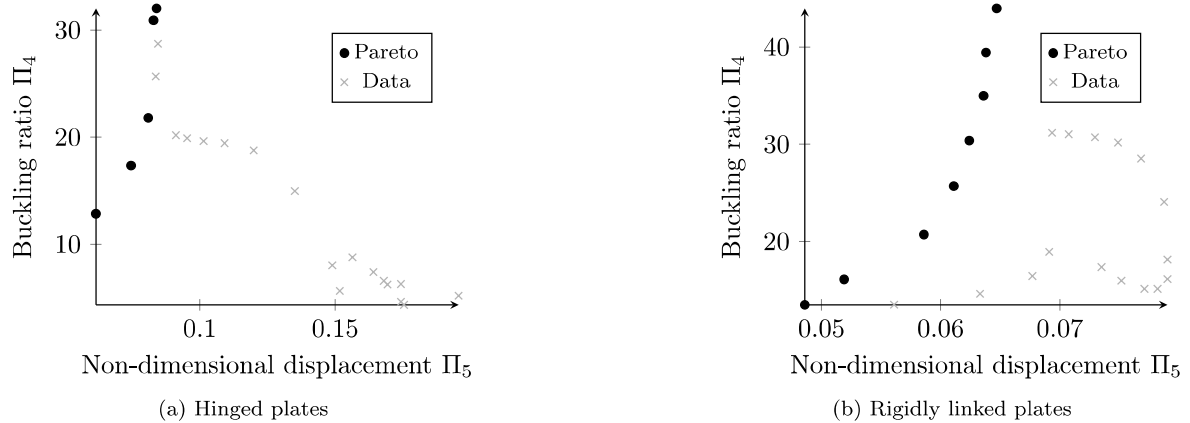 Buckling ratio Π₄
30
20
10
0.1
0.15
Non-dimensional displacement Π₅
Pareto
Data
(a) Hinged plates
Buckling ratio Π₄
40
30
20
0.05
0.06
0.07
Non-dimensional displacement Π₅
Pareto
Data
(b) Rigidly linked plates